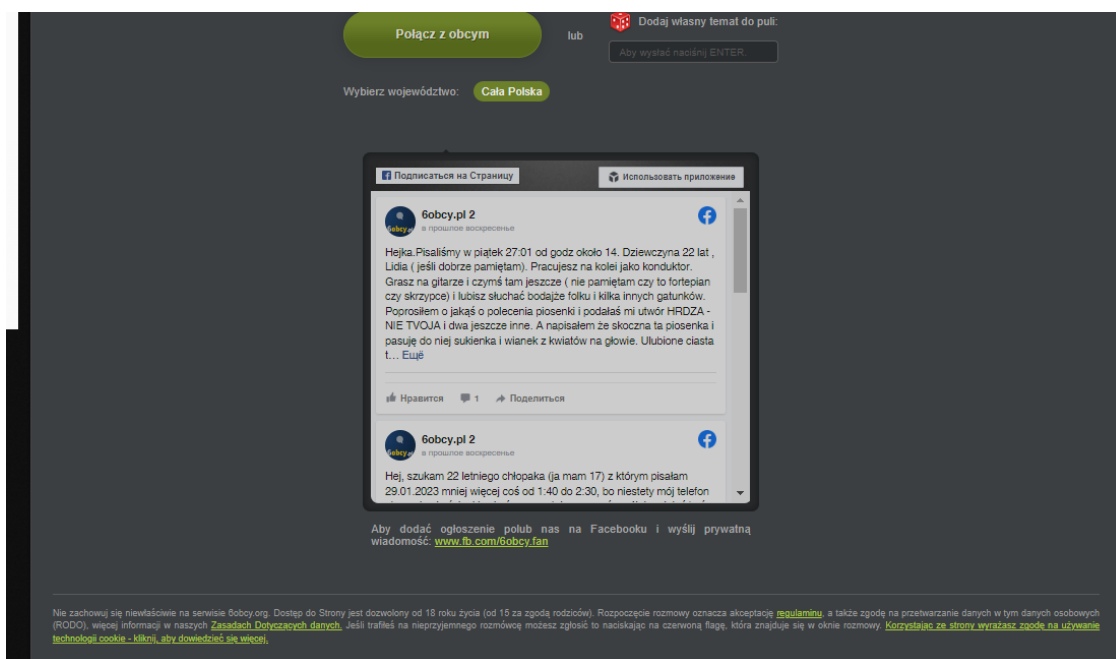 Połącz z obcym
lub
Dodaj własny temat do puli:
Aby wysłać naciśnij ENTER.
Wybierz województwo: Cała Polska
Подписаться на Страницу
Использовать приложение
6obcy.pl 2
в прошлое воскресенье
Hejka.Pisaliśmy w piątek 27:01 od godz około 14. Dziewczyna 22 lat ,
Lidia ( jeśli dobrze pamiętam). Pracujesz na kolei jako konduktor.
Grasz na gitarze i czymś tam jeszcze ( nie pamiętam czy to fortepian
czy skrzypce) i lubisz słuchać bodajże folku i kilka innych gatunków.
Poprosiłem o jakąś o polecenia piosenki i podałaś mi utwór HRDZA -
NIE TVOJA i dwa jeszcze inne. A napisałem że skoczna ta piosenka i
pasuję do niej sukienka i wianek z kwiatów na głowie. Ulubione ciasta
t... Ещё
Нравится 1 Поделиться
6obcy.pl 2
в прошлое воскресенье
Hej, szukam 22 letniego chłopaka (ja mam 17) z którym pisałam
29.01.2023 mniej więcej coś od 1:40 do 2:30, bo niestety mój telefon
Aby dodać ogłoszenie polub nas na Facebooku i wyślij prywatną
wiadomość: www.fb.com/6obcy.fan
Nie zachowuj się niewłaściwie na serwisie 6obcy.org. Dostęp do Strony jest dozwolony od 18 roku życia (od 15 za zgodą rodziców). Rozpoczęcie rozmowy oznacza akceptację regulaminu, a także zgodę na przetwarzanie danych w tym danych osobowych
(RODO), więcej informacji w naszych Zasadach Dotyczących danych. Jeśli trafiłeś na nieprzyjemnego rozmówcę możesz zgłosić to naciskając na czerwoną flagę, która znajduje się w oknie rozmowy. Korzystając ze strony wyrażasz zgodę na używanie
technologii cookie - kliknij, aby dowiedzieć się więcej.